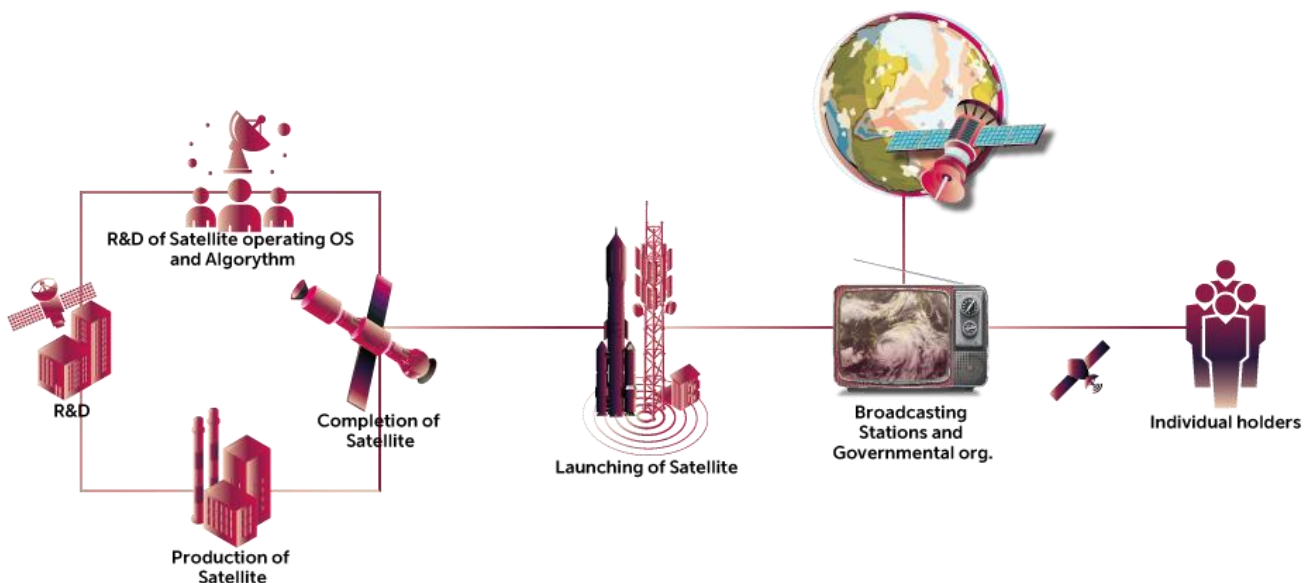 R&D of Satellite operating OS
and Algorythm
R&D
Completion of
Satellite
Production of
Satellite
Launching of Satellite
Broadcasting
Stations and
Governmental org.
Individual holders